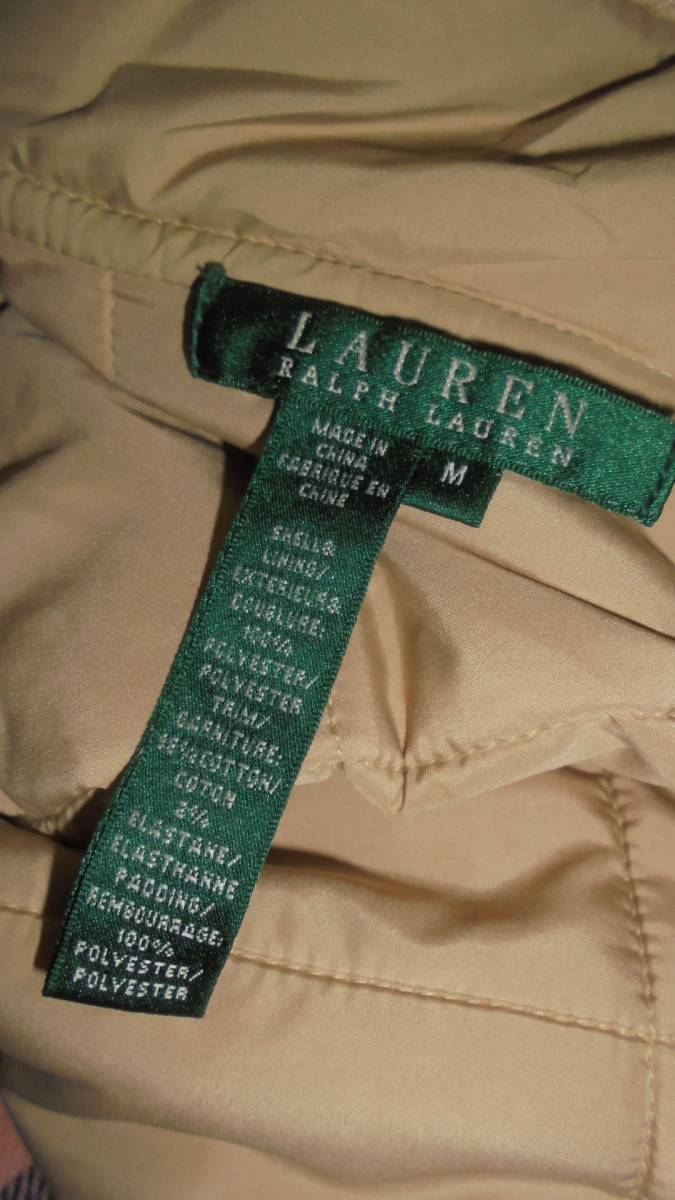 LAUREN
RALPH LAUREN
M
MADE IN
CHINA
FABRIQUE EN
CHINE
SHELL&
LINING/
EXTERIEUR&
DOUBLURE:
100%
POLYESTER/
POLYESTER
TRIM/
GARNITURE:
98%COTTON/
COTON
2%
ELASTANE/
ELASTHANNE
PADDING/
REMBOURRAGE:
100%
POLYESTER/
POLYESTER